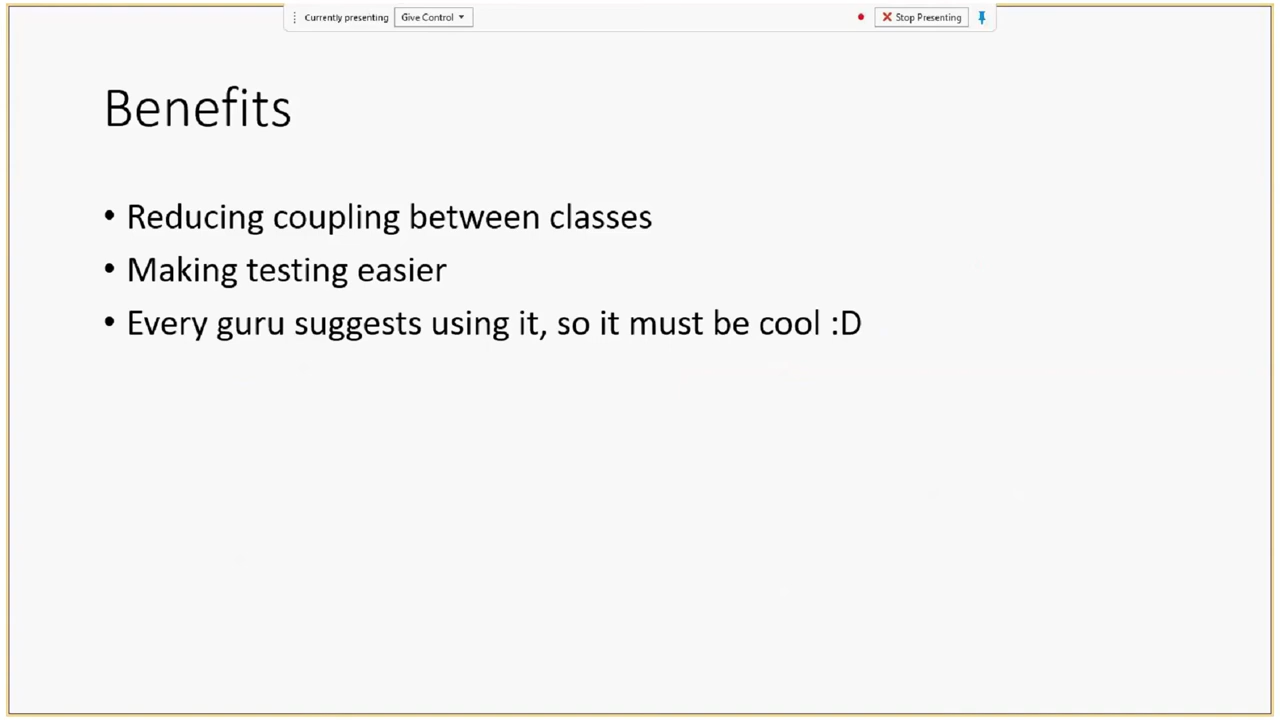 Currently presenting Give Control Stop Presenting
Benefits
• Reducing coupling between classes
• Making testing easier
• Every guru suggests using it, so it must be cool :D